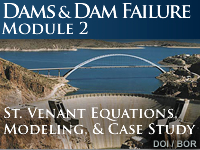 DAMS & DAM FAILURE
MODULE 2
ST. VENANT EQUATIONS,
MODELING, & CASE STUDY
DOI / BOR